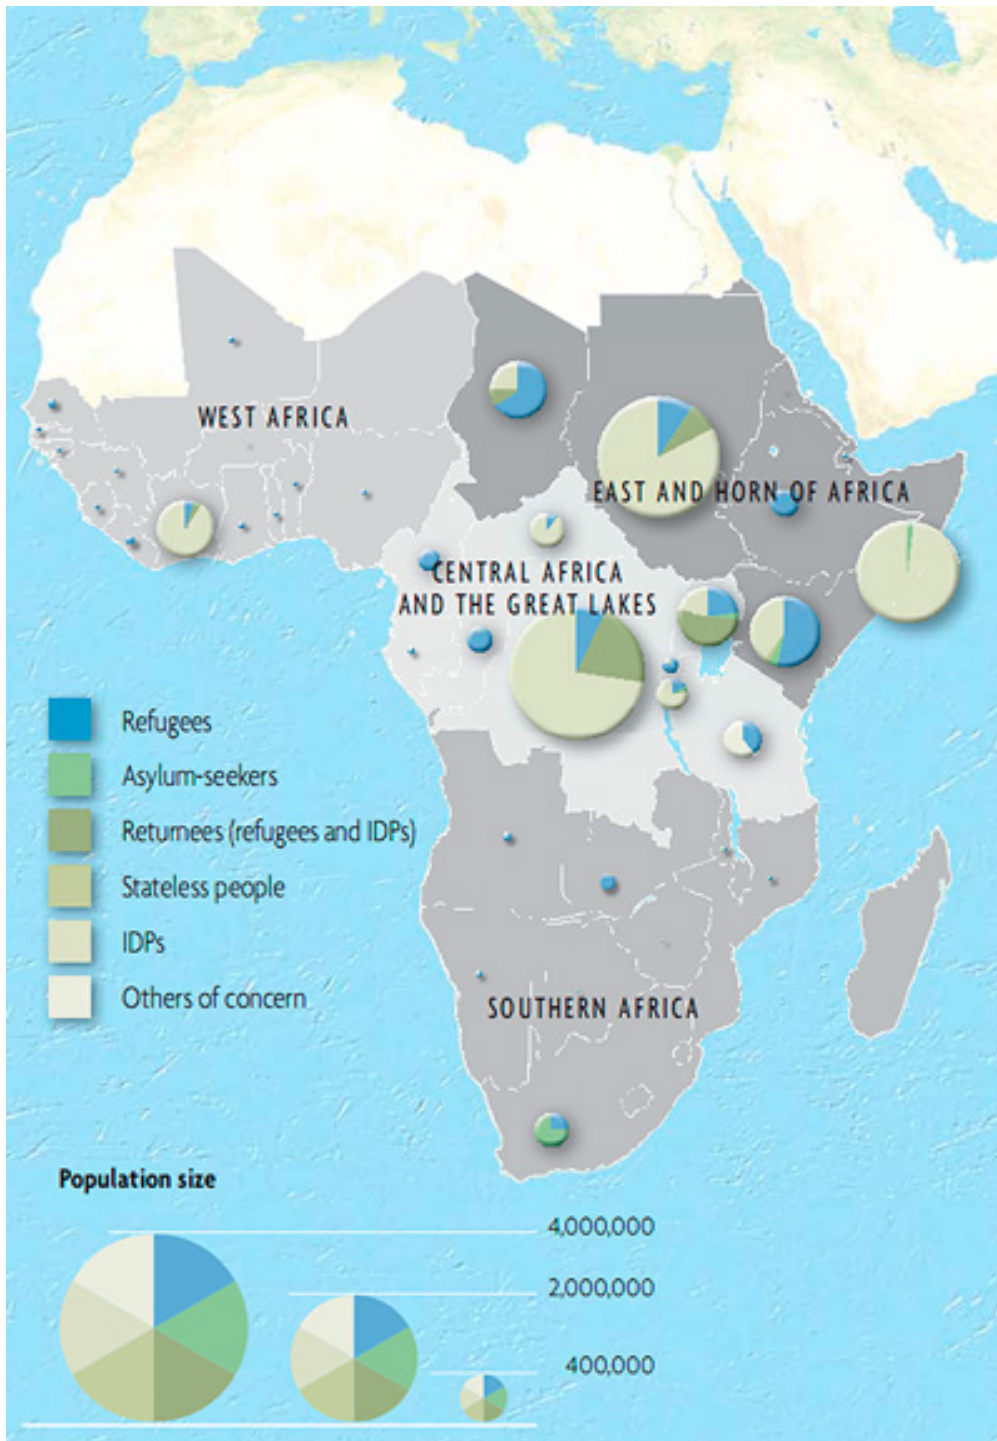 WEST AFRICA
EAST AND HORN OF AFRICA
CENTRAL AFRICA
AND THE GREAT LAKES
Refugees
Asylum-seekers
Returnees (refugees and IDPs)
Stateless people
IDPs
Others of concern
SOUTHERN AFRICA
Population size
4,000,000
2,000,000
400,000